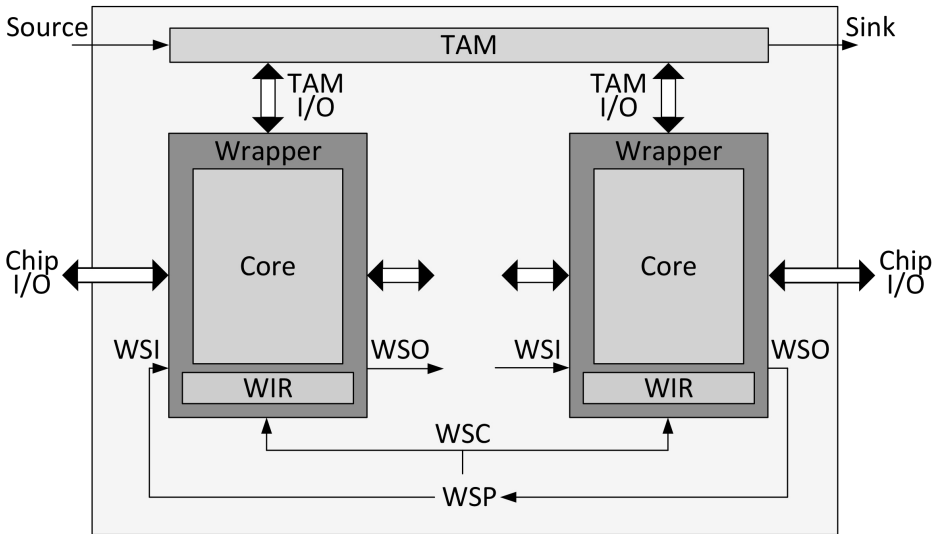 Source
TAM
Sink
TAM
I/O
TAM
I/O
Wrapper
Wrapper
Chip
I/O
Core
Core
Chip
I/O
WSI
WSO
WSI
WSO
WIR
WIR
WSC
WSP